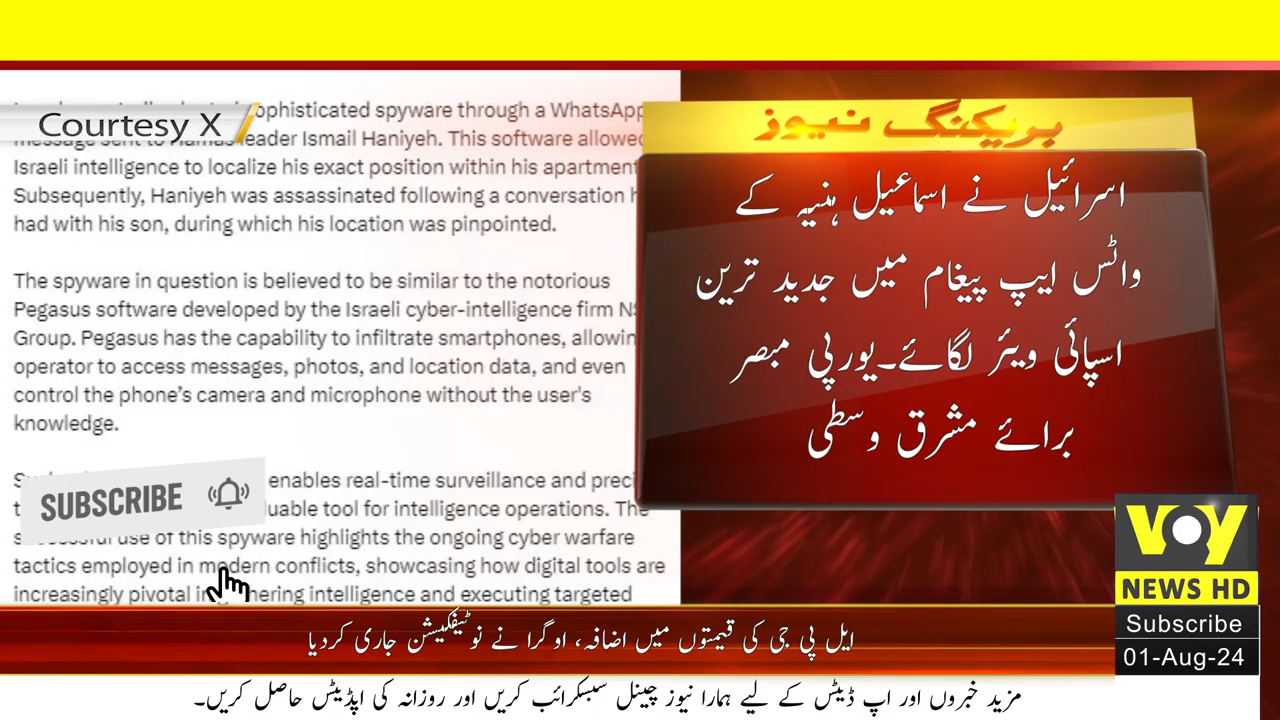 ophisticated spyware through a WhatsApp
Courtesy X
message sent to Hamas leader Ismail Haniyeh. This software allowed
Israeli intelligence to localize his exact position within his apartment
Subsequently, Haniyeh was assassinated following a conversation h
had with his son, during which his location was pinpointed.
The spyware in question is believed to be similar to the notorious
Pegasus software developed by the Israeli cyber-intelligence firm NS
Group. Pegasus has the capability to infiltrate smartphones, allowin
operator to access messages, photos, and location data, and even
control the phone’s camera and microphone without the user's
knowledge.
enables real-time surveillance and preci
luable tool for intelligence operations. The
use of this spyware highlights the ongoing cyber warfare
tactics employed in modern conflicts, showcasing how digital tools are
increasingly pivotal in gathering intelligence and executing targeted
SUBSCRIBE
بریکنگ نیوز
اسرائیل نے اسماعیل ہنیہ کے
واٹس ایپ پیغام میں جدید ترین
اسپائی ویئر لگائے۔یورپی مبصر
برائے مشرق وسطی
VOY
NEWS HD
Subscribe
01-Aug-24
ایل پی جی کی قیمتوں میں اضافہ، اوگرا نے نوٹیفکیشن جاری کردیا
مزید خبروں اور اپ ڈیٹس کے لیے ہمارا نیوز چینل سبسکرائب کریں اور روزانہ کی اپڈیٹس حاصل کریں۔